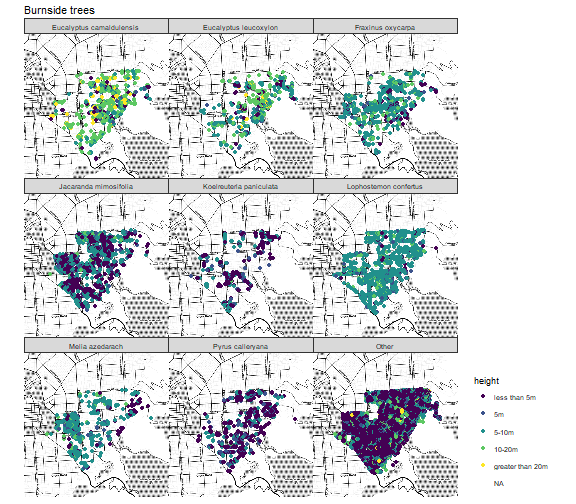 Burnside trees
Eucalyptus camaldulensis
Eucalyptus leucoxylon
Fraxinus oxycarpa
Jacaranda mimosifolia
Koelreuteria paniculata
Lophostemon confertus
Melia azedarach
Pyrus calleryana
Other
height
less than 5m
5m
5-10m
10-20m
greater than 20m
NA